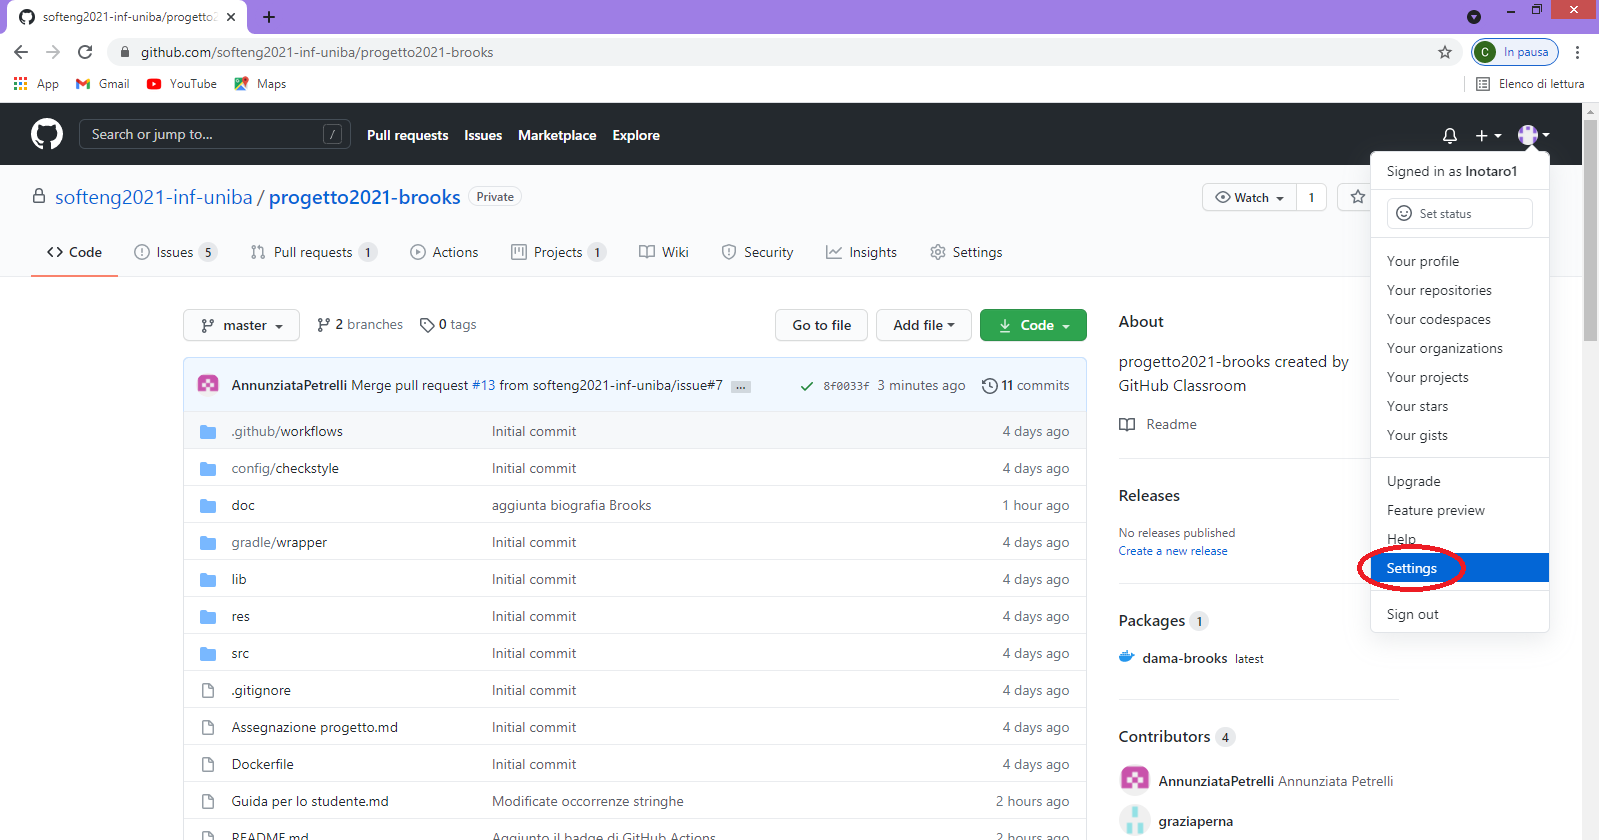 softeng2021-inf-uniba/progetto2
github.com/softeng2021-inf-uniba/progetto2021-brooks
C
In pausa
App
Gmail
YouTube
Maps
Elenco di lettura
Search or jump to...
/
Pull requests
Issues
Marketplace
Explore
Signed in as lnotaro1
softeng2021-inf-uniba / progetto2021-brooks
Private
Watch
1
Set status
Code
Issues 5
Pull requests 1
Actions
Projects 1
Wiki
Security
Insights
Settings
Your profile
Your repositories
Your codespaces
Your organizations
Your projects
Your stars
Your gists
Upgrade
Feature preview
Help
Settings
Sign out
master
2 branches
0 tags
Go to file
Add file
Code
AnnunziataPetrelli Merge pull request #13 from softeng2021-inf-uniba/issue#7 ...
8f0033f 3 minutes ago
11 commits
.github/workflows Initial commit 4 days ago
config/checkstyle Initial commit 4 days ago
doc aggiunta biografia Brooks 1 hour ago
gradle/wrapper Initial commit 4 days ago
lib Initial commit 4 days ago
res Initial commit 4 days ago
src Initial commit 4 days ago
.gitignore Initial commit 4 days ago
Assegnazione progetto.md Initial commit 4 days ago
Dockerfile Initial commit 4 days ago
Guida per lo studente.md Modificate occorrenze stringhe 2 hours ago
README.md Aggiunto il badge di GitHub Actions 2 hours ago
About
progetto2021-brooks created by
GitHub Classroom
Readme
Releases
No releases published
Create a new release
Packages 1
dama-brooks latest
Contributors 4
AnnunziataPetrelli Annunziata Petrelli
graziaperna